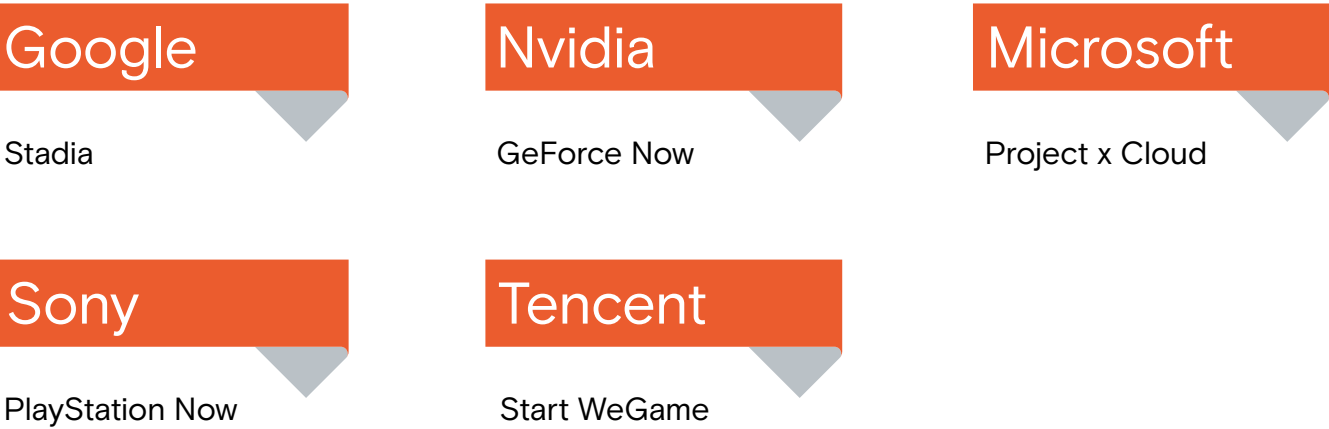 Google
Stadia
Nvidia
GeForce Now
Microsoft
Project x Cloud
Sony
PlayStation Now
Tencent
Start WeGame